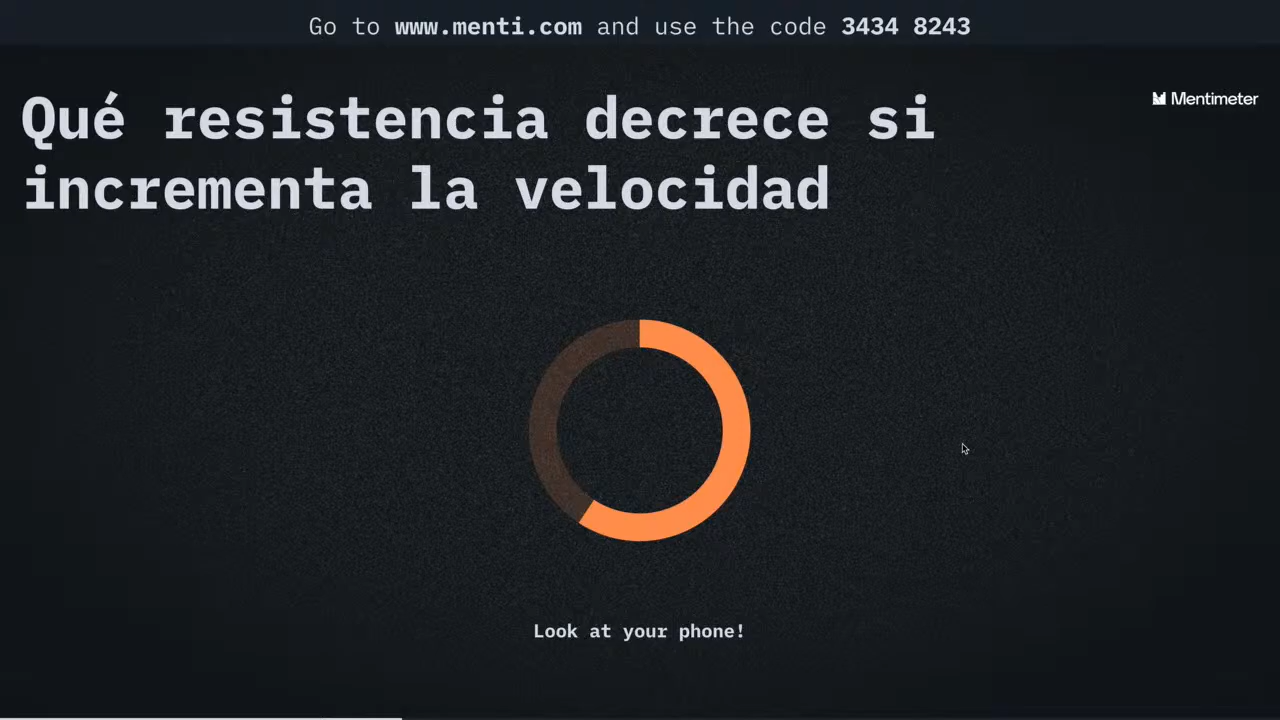 Go to www.menti.com and use the code 3434 8243
Mentimeter
Qué resistencia decrece si
incrementa la velocidad
Look at your phone!